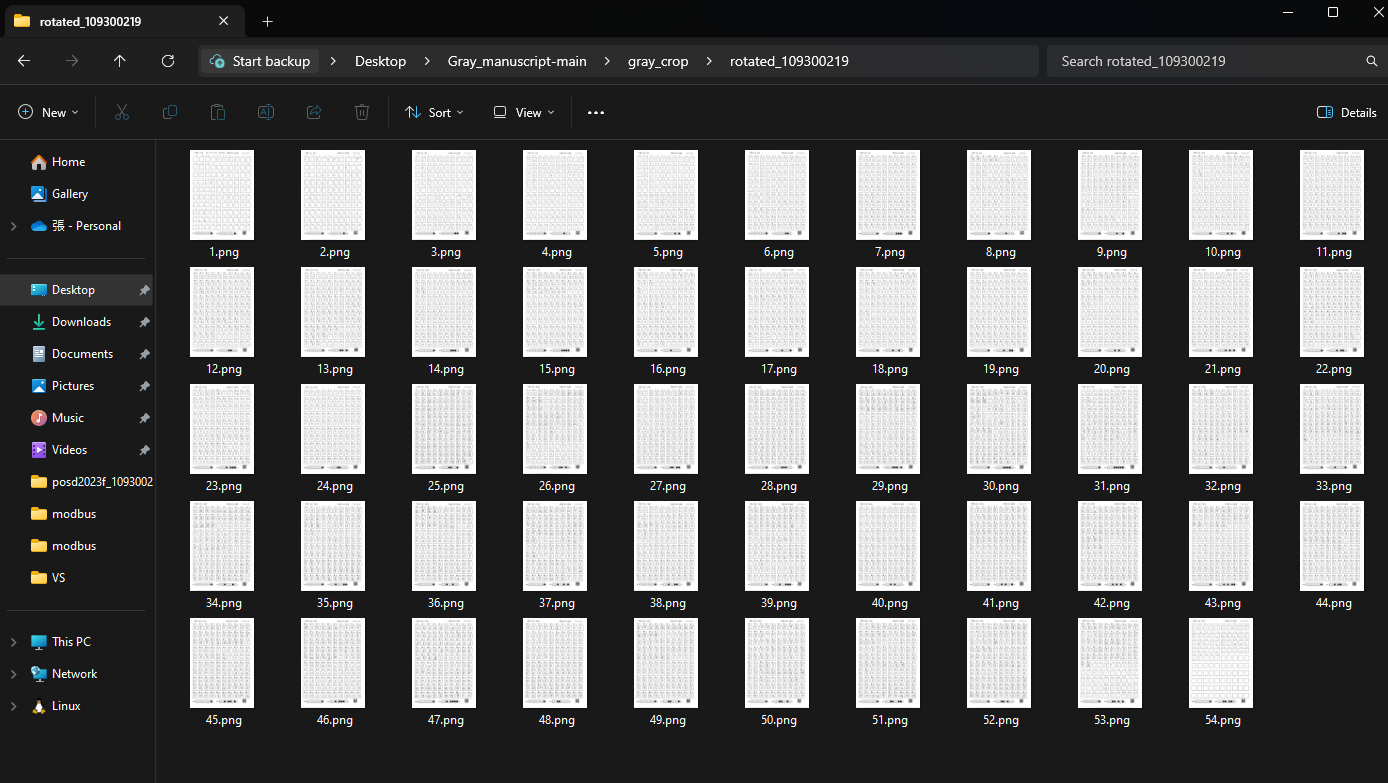 rotated_109300219
Start backup
Desktop
Gray_manuscript-main
gray_crop
rotated_109300219
Search rotated_109300219
New
Sort
View
Details
Home
Gallery
張 - Personal
Desktop
Downloads
Documents
Pictures
Music
Videos
posd2023f_1093002
modbus
modbus
VS
This PC
Network
Linux
1.png 2.png 3.png 4.png 5.png 6.png 7.png 8.png 9.png 10.png 11.png
12.png 13.png 14.png 15.png 16.png 17.png 18.png 19.png 20.png 21.png 22.png
23.png 24.png 25.png 26.png 27.png 28.png 29.png 30.png 31.png 32.png 33.png
34.png 35.png 36.png 37.png 38.png 39.png 40.png 41.png 42.png 43.png 44.png
45.png 46.png 47.png 48.png 49.png 50.png 51.png 52.png 53.png 54.png